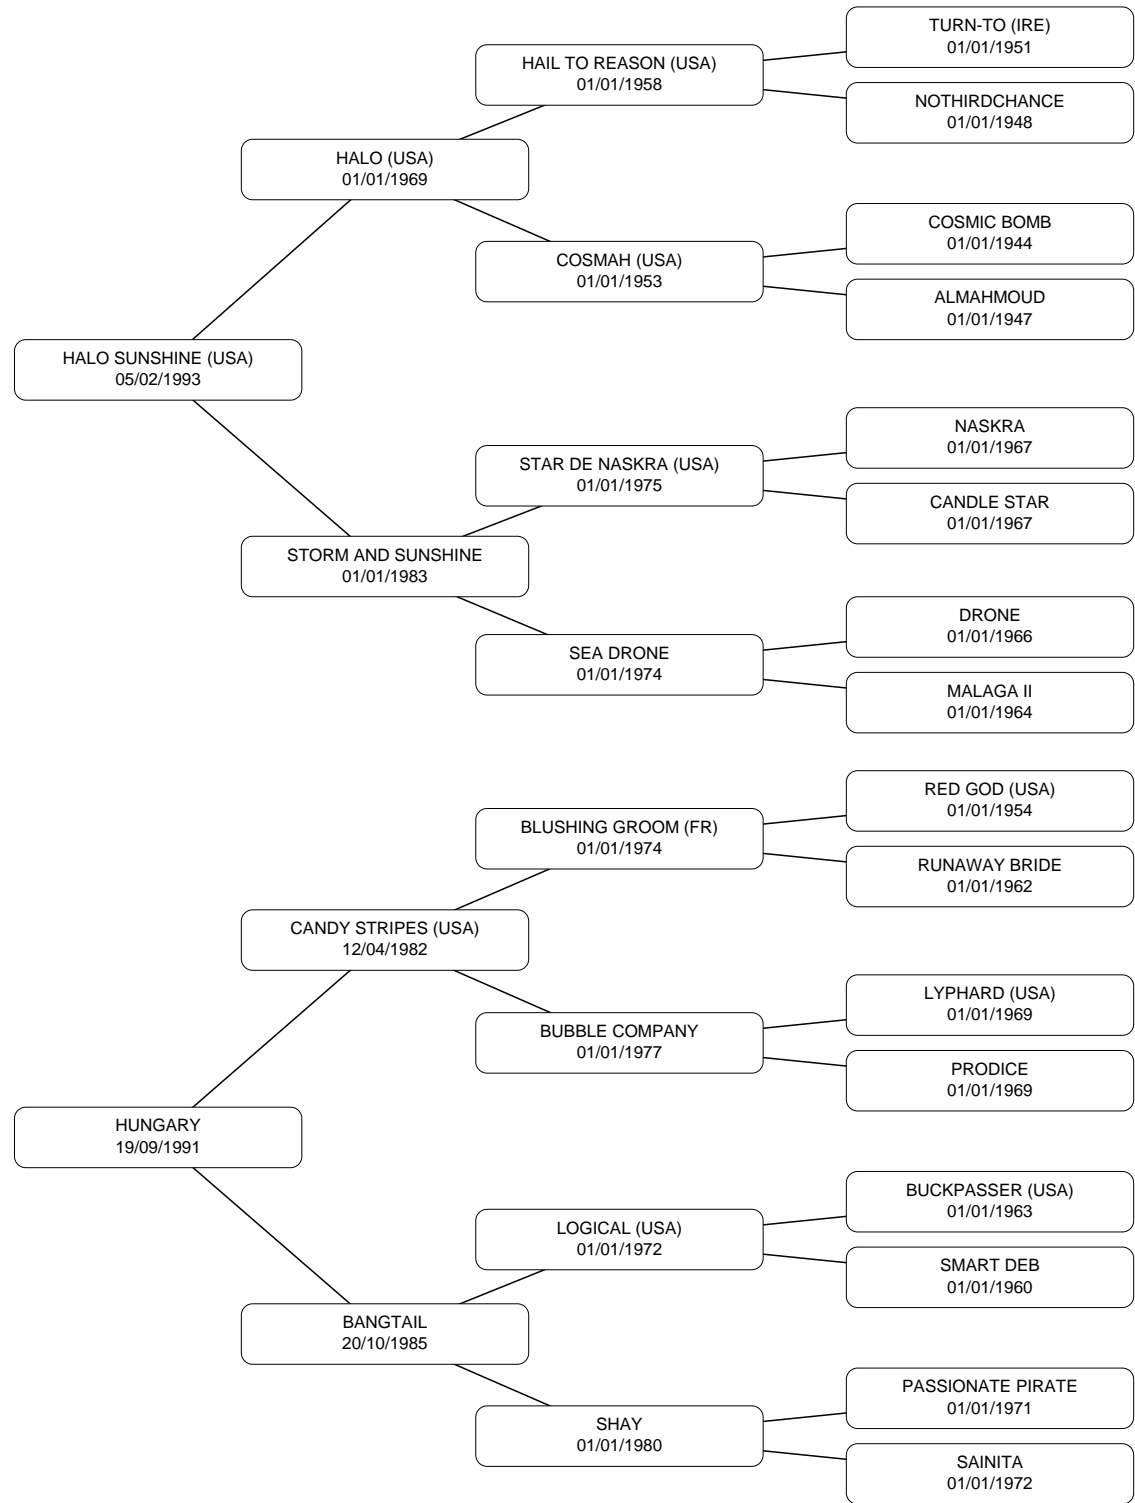 TURN-TO (IRE)
01/01/1951
HAIL TO REASON (USA)
01/01/1958
NOTHIRDCHANCE
01/01/1948
HALO (USA)
01/01/1969
COSMIC BOMB
01/01/1944
COSMAH (USA)
01/01/1953
ALMAHMOUD
01/01/1947
HALO SUNSHINE (USA)
05/02/1993
NASKRA
01/01/1967
STAR DE NASKRA (USA)
01/01/1975
CANDLE STAR
01/01/1967
STORM AND SUNSHINE
01/01/1983
DRONE
01/01/1966
SEA DRONE
01/01/1974
MALAGA II
01/01/1964
RED GOD (USA)
01/01/1954
BLUSHING GROOM (FR)
01/01/1974
RUNAWAY BRIDE
01/01/1962
CANDY STRIPES (USA)
12/04/1982
LYPHARD (USA)
01/01/1969
BUBBLE COMPANY
01/01/1977
PRODICE
01/01/1969
HUNGARY
19/09/1991
BUCKPASSER (USA)
01/01/1963
LOGICAL (USA)
01/01/1972
SMART DEB
01/01/1960
BANGTAIL
20/10/1985
PASSIONATE PIRATE
01/01/1971
SHAY
01/01/1980
SAINITA
01/01/1972